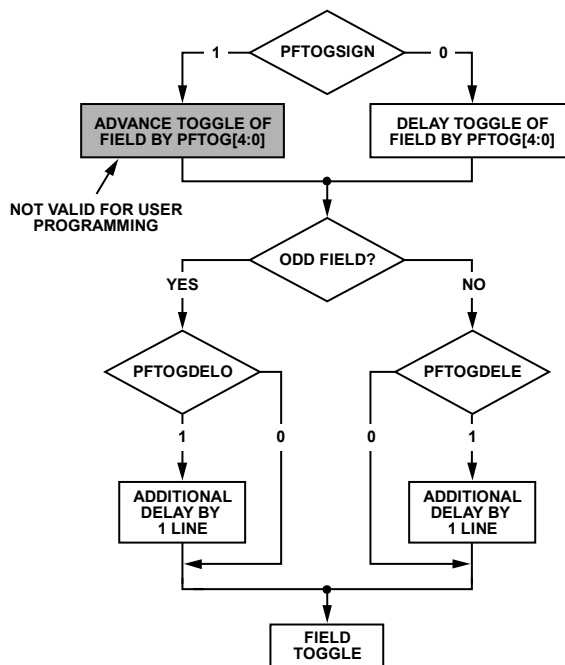 PFTOGSIGN
1
0
ADVANCE TOGGLE OF
FIELD BY PFTOG[4:0]
DELAY TOGGLE OF
FIELD BY PFTOG[4:0]
NOT VALID FOR USER
PROGRAMMING
ODD FIELD?
YES
NO
PFTOGDELO
PFTOGDELE
1
0
0
1
ADDITIONAL
DELAY BY
1 LINE
ADDITIONAL
DELAY BY
1 LINE
FIELD
TOGGLE